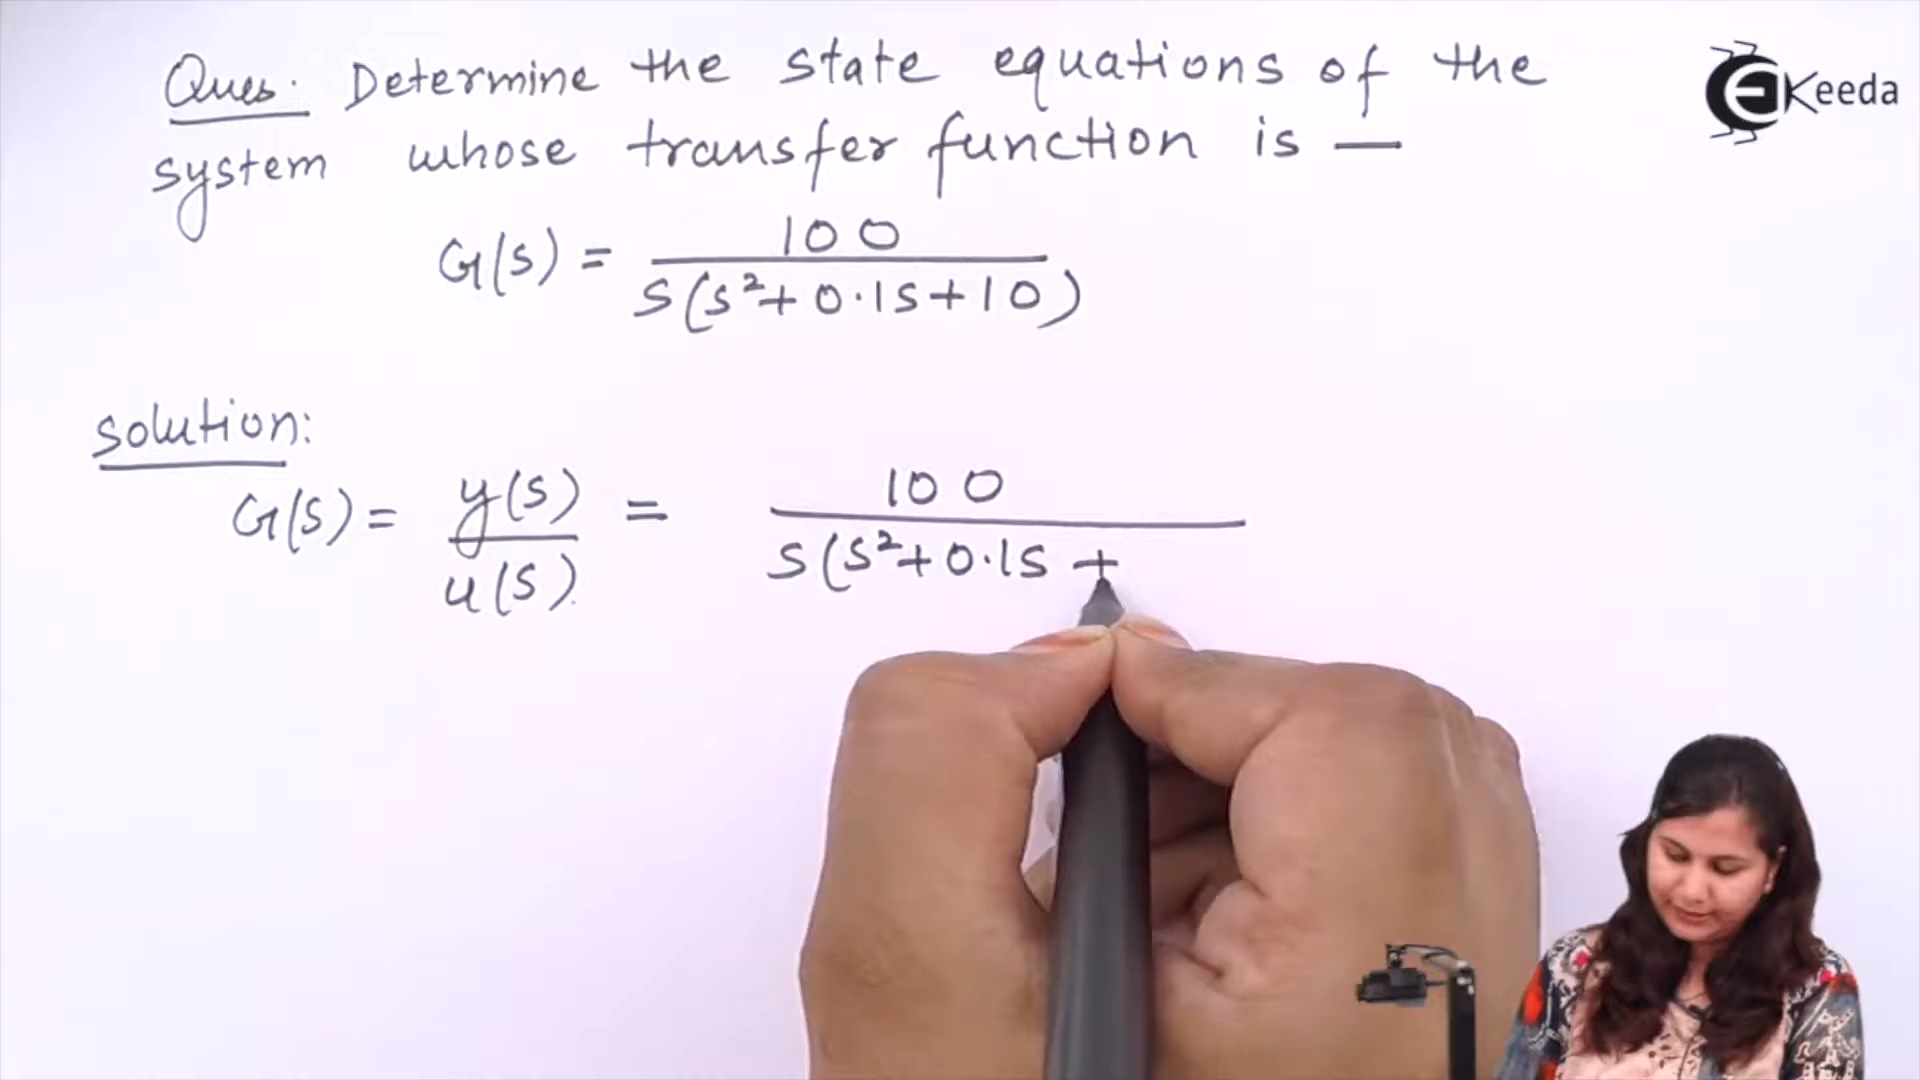 Ques. Determine the state equations of the
system whose transfer function is —
G(s) = 100 / s(s²+0.1s+10)
Keeda
solution:
G(s) = y(s) / u(s) = 100 / s(s²+0.1s +